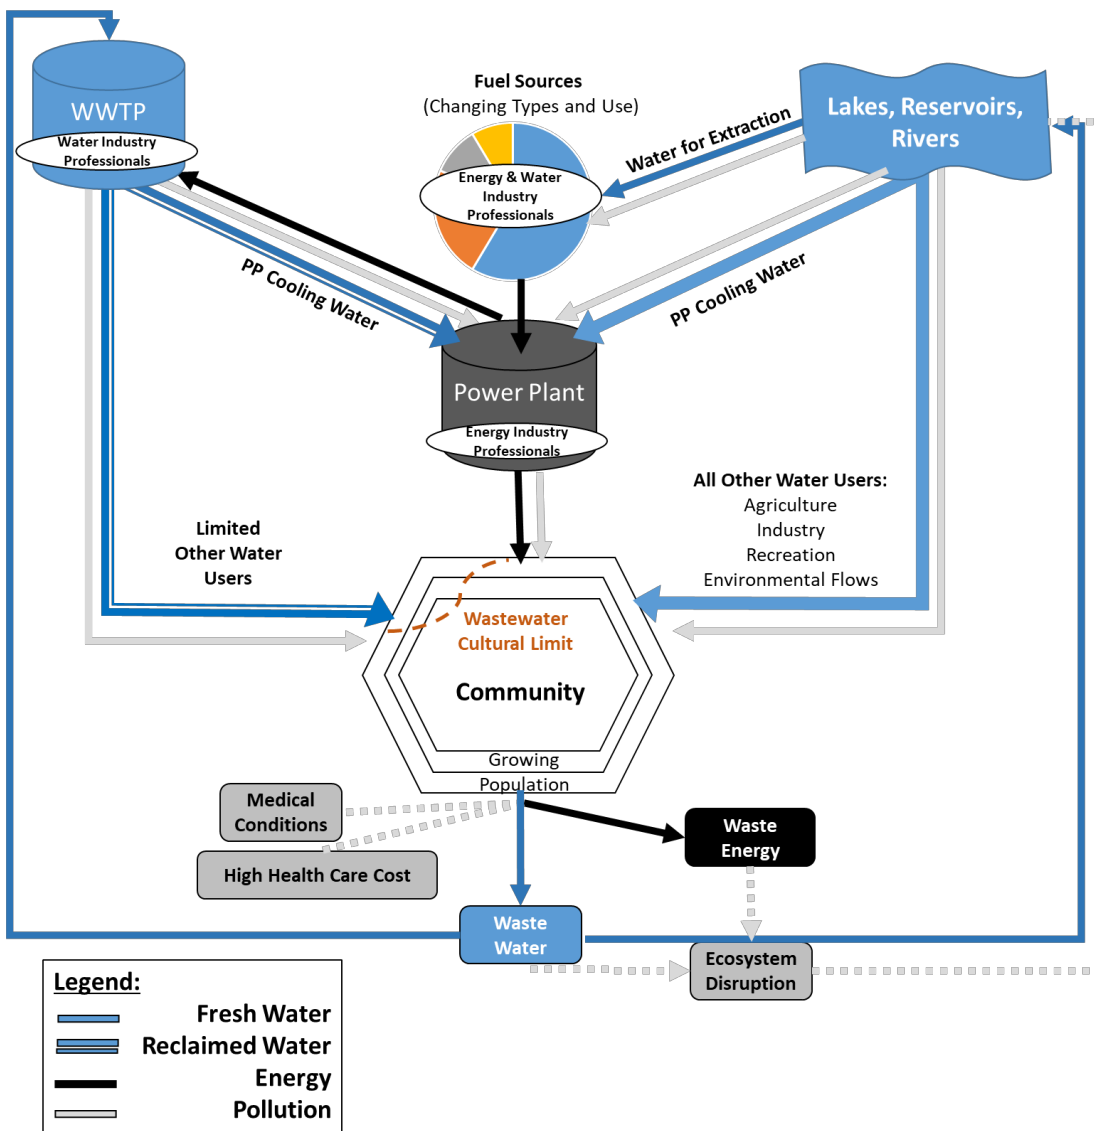 WWTP
Water Industry
Professionals
Fuel Sources
(Changing Types and Use)
Energy & Water
Industry
Professionals
Water for Extraction
Lakes, Reservoirs,
Rivers
PP Cooling Water
PP Cooling Water
Power Plant
Energy Industry
Professionals
Limited
Other Water
Users
All Other Water Users:
Agriculture
Industry
Recreation
Environmental Flows
Wastewater
Cultural Limit
Community
Growing
Population
Medical
Conditions
High Health Care Cost
Waste
Energy
Waste
Water
Ecosystem
Disruption
Legend:
Fresh Water
Reclaimed Water
Energy
Pollution